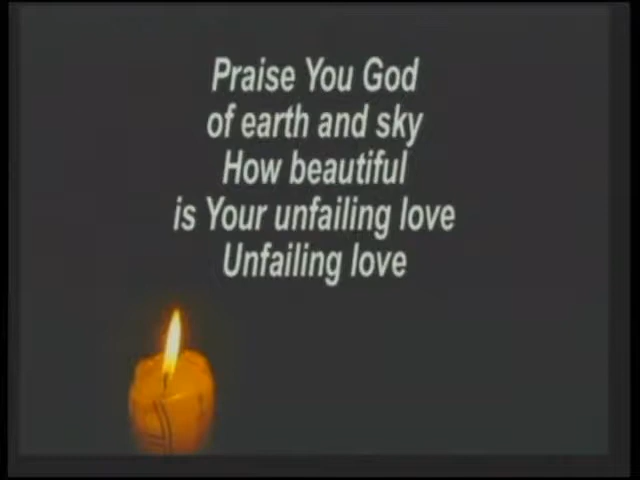 Praise You God
of earth and sky
How beautiful
is Your unfailing love
Unfailing love